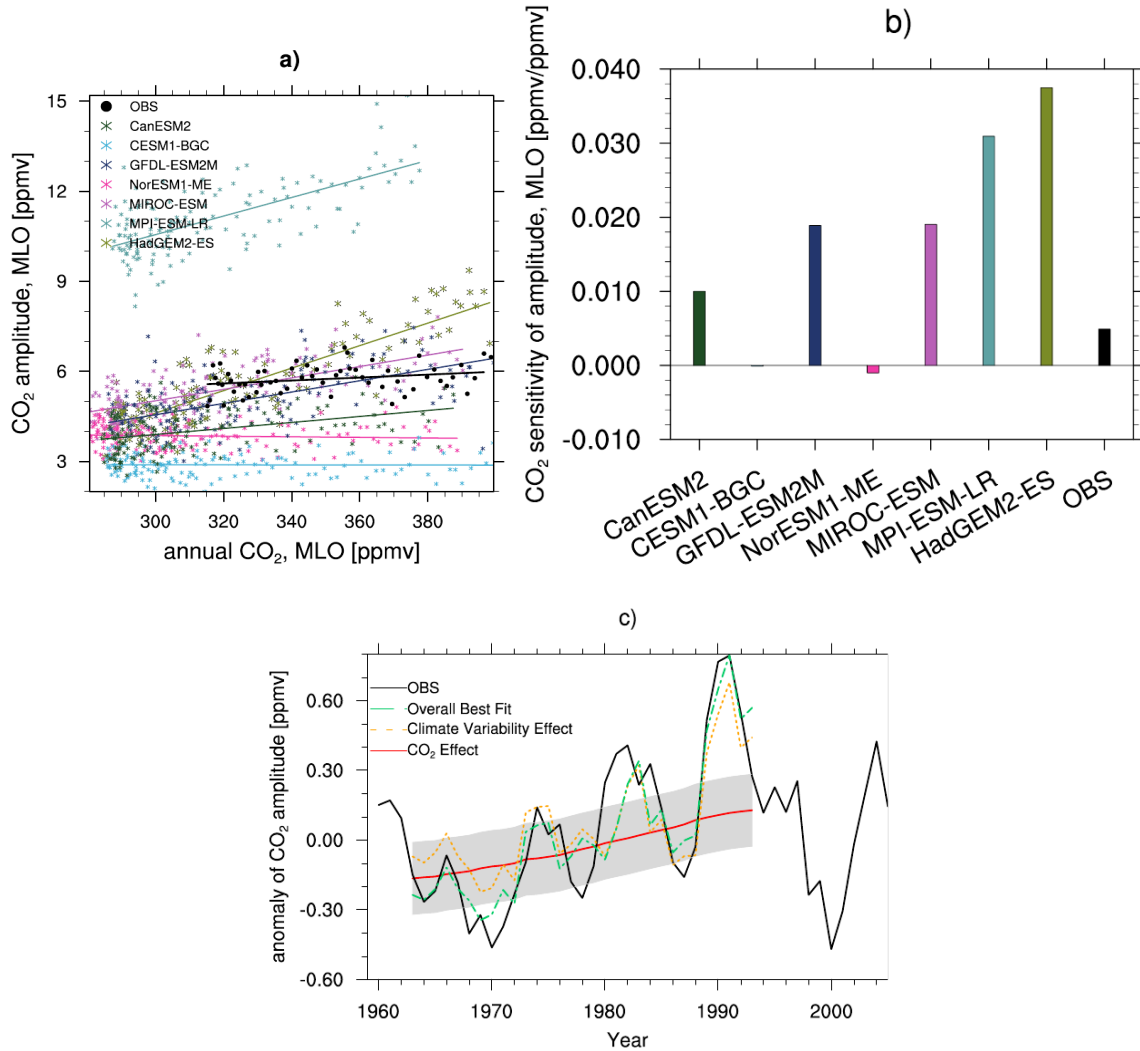 a)
CO₂ amplitude, MLO [ppmv]
15
12
9
6
3
OBS
CanESM2
CESM1-BGC
GFDL-ESM2M
NorESM1-ME
MIROC-ESM
MPI-ESM-LR
HadGEM2-ES
300 320 340 360 380
annual CO₂, MLO [ppmv]
b)
CO₂ sensitivity of amplitude, MLO [ppmv/ppmv]
0.040
0.030
0.020
0.010
0.000
-0.010
CanESM2
CESM1-BGC
GFDL-ESM2M
NorESM1-ME
MIROC-ESM
MPI-ESM-LR
HadGEM2-ES
OBS
c)
anomaly of CO₂ amplitude [ppmv]
0.60
0.30
0.00
-0.30
-0.60
OBS
Overall Best Fit
Climate Variability Effect
CO₂ Effect
1960 1970 1980 1990 2000
Year